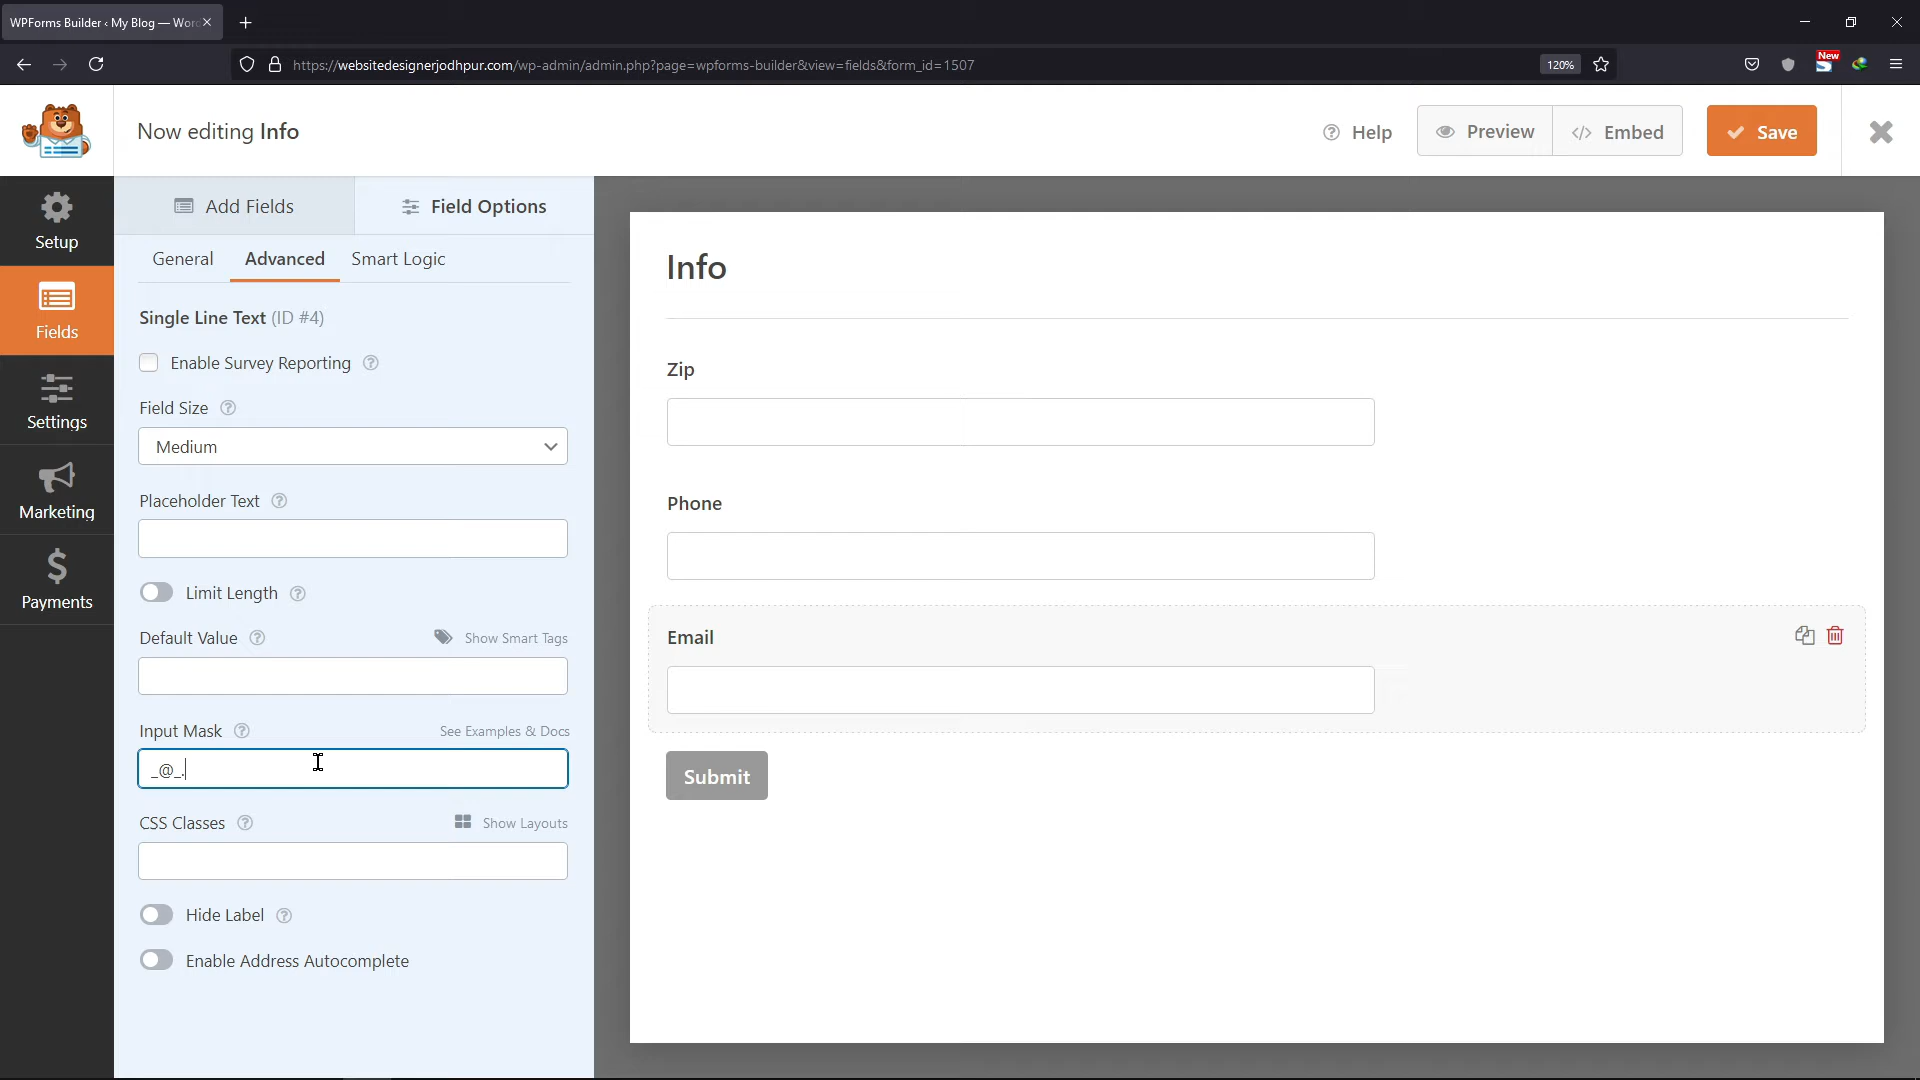 WPForms Builder ‹ My Blog — Wor
https://websitedesignerjodhpur.com/wp-admin/admin.php?page=wpforms-builder&view=fields&form_id=1507
120%
New
Now editing Info
Help
Preview
</> Embed
Save
Setup
Fields
Settings
Marketing
Payments
Add Fields
Field Options
General
Advanced
Smart Logic
Single Line Text (ID #4)
Enable Survey Reporting
Field Size
Medium
Placeholder Text
Limit Length
Default Value
Show Smart Tags
Input Mask
See Examples & Docs
_@_.
CSS Classes
Show Layouts
Hide Label
Enable Address Autocomplete
Info
Zip
Phone
Email
Submit